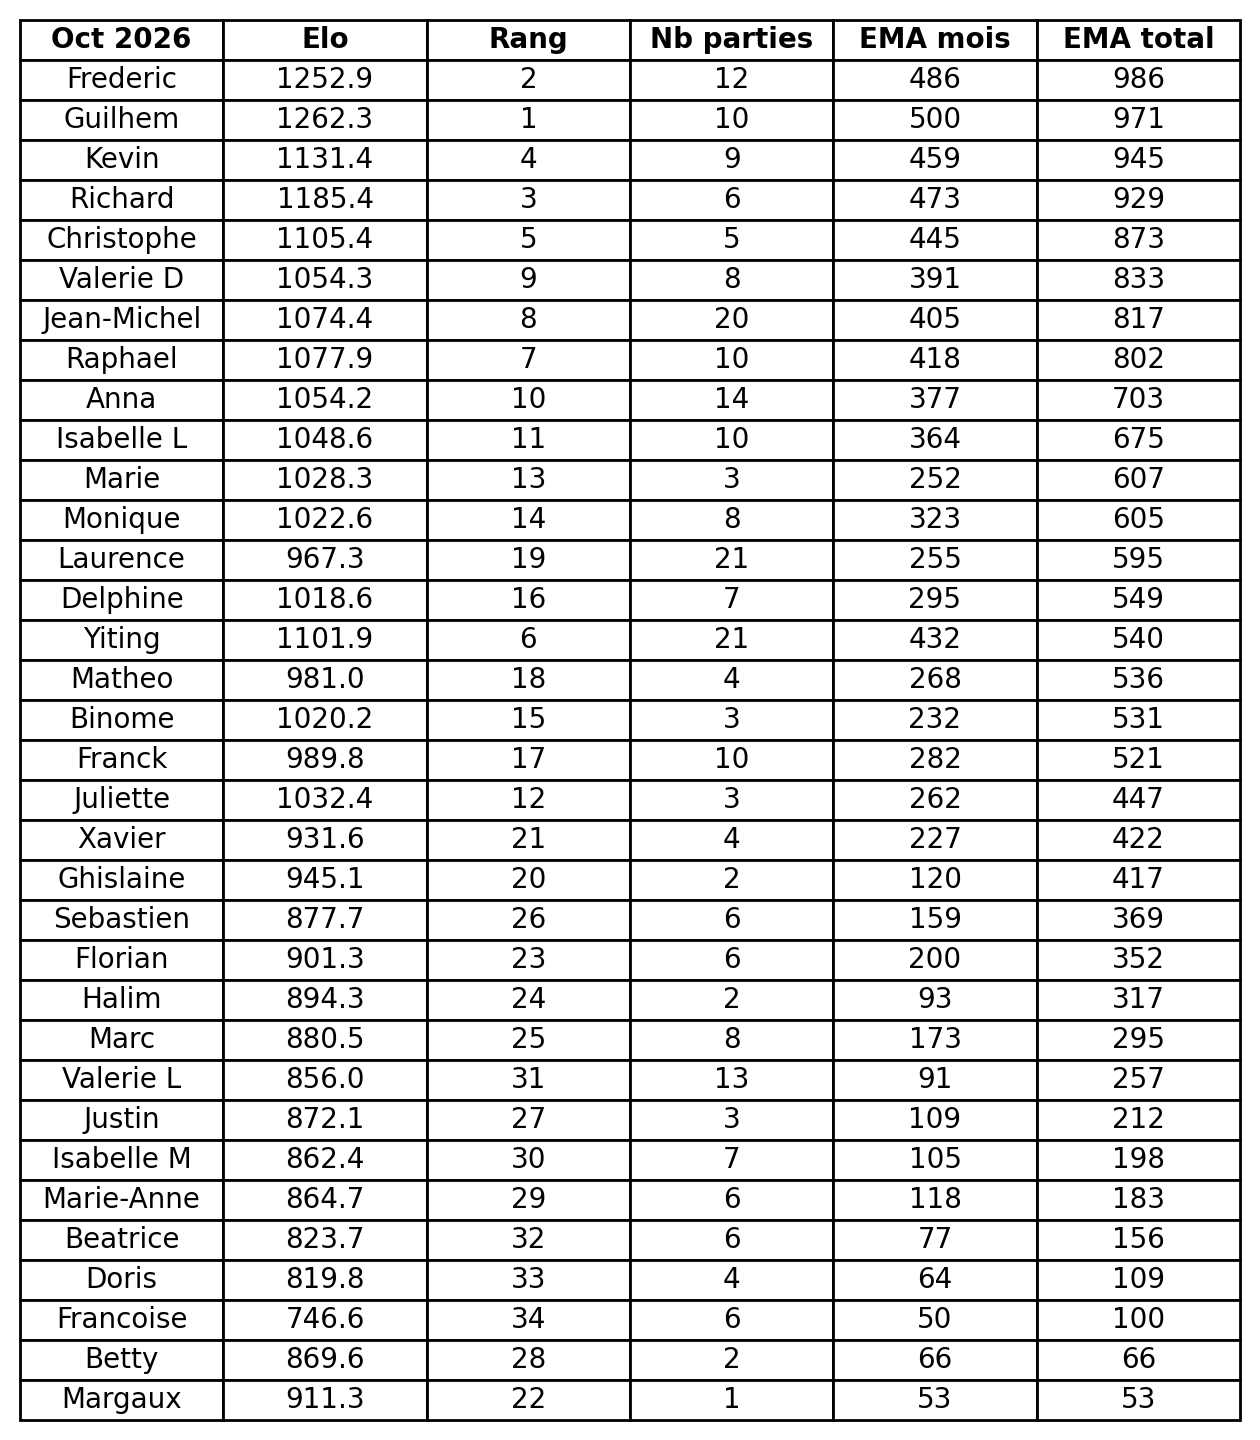 Oct 2026 Elo Rang Nb parties EMA mois EMA total
Frederic 1252.9 2 12 486 986
Guilhem 1262.3 1 10 500 971
Kevin 1131.4 4 9 459 945
Richard 1185.4 3 6 473 929
Christophe 1105.4 5 5 445 873
Valerie D 1054.3 9 8 391 833
Jean-Michel 1074.4 8 20 405 817
Raphael 1077.9 7 10 418 802
Anna 1054.2 10 14 377 703
Isabelle L 1048.6 11 10 364 675
Marie 1028.3 13 3 252 607
Monique 1022.6 14 8 323 605
Laurence 967.3 19 21 255 595
Delphine 1018.6 16 7 295 549
Yiting 1101.9 6 21 432 540
Matheo 981.0 18 4 268 536
Binome 1020.2 15 3 232 531
Franck 989.8 17 10 282 521
Juliette 1032.4 12 3 262 447
Xavier 931.6 21 4 227 422
Ghislaine 945.1 20 2 120 417
Sebastien 877.7 26 6 159 369
Florian 901.3 23 6 200 352
Halim 894.3 24 2 93 317
Marc 880.5 25 8 173 295
Valerie L 856.0 31 13 91 257
Justin 872.1 27 3 109 212
Isabelle M 862.4 30 7 105 198
Marie-Anne 864.7 29 6 118 183
Beatrice 823.7 32 6 77 156
Doris 819.8 33 4 64 109
Francoise 746.6 34 6 50 100
Betty 869.6 28 2 66 66
Margaux 911.3 22 1 53 53